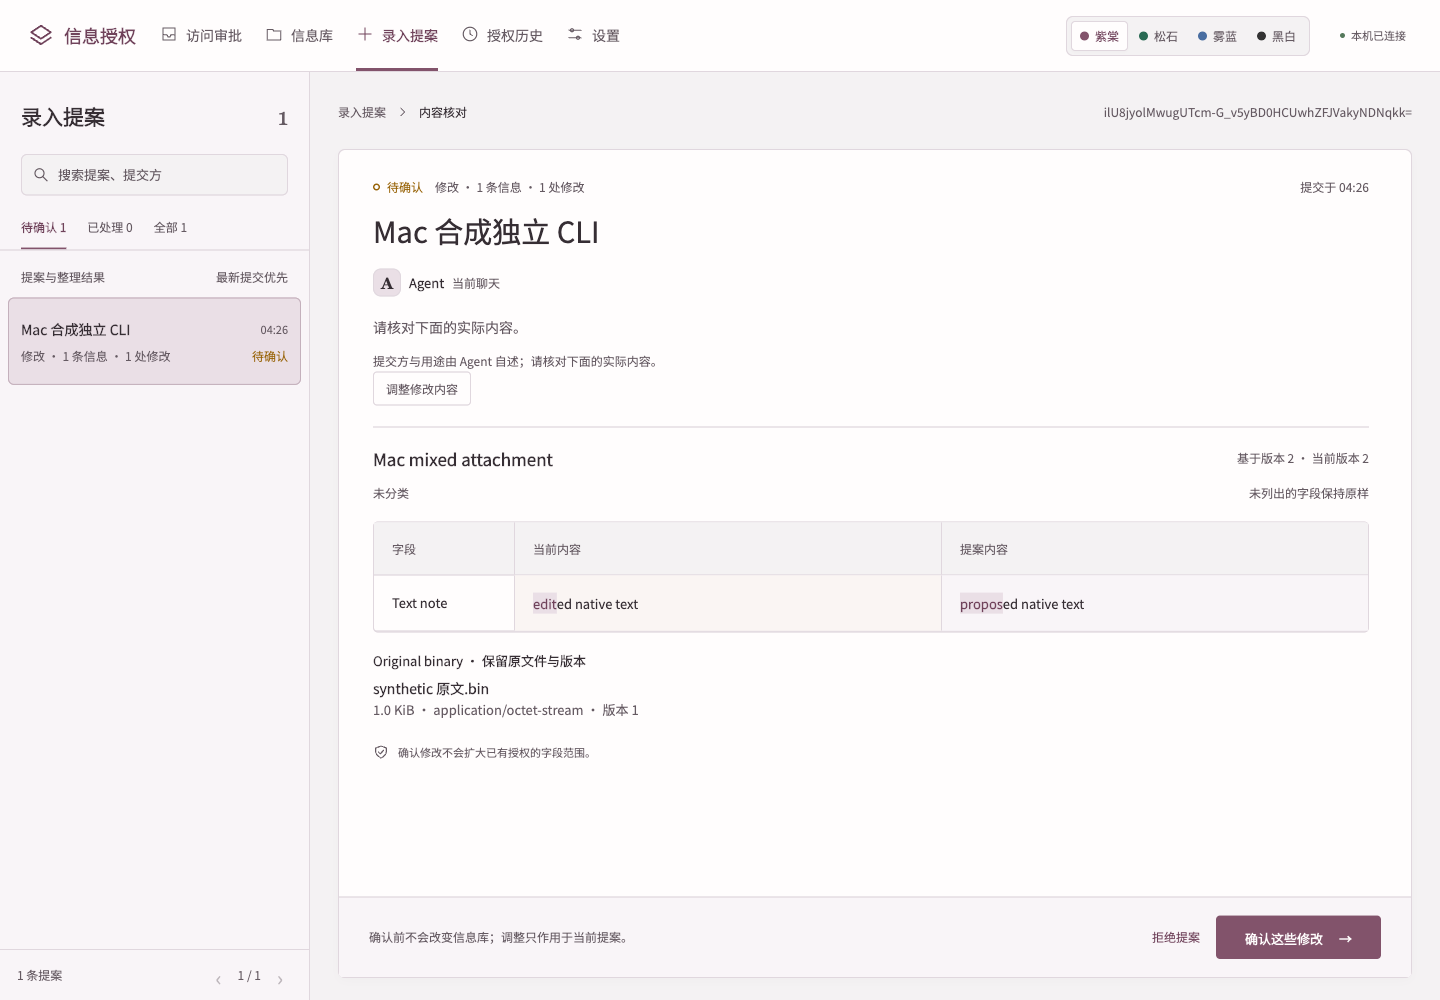 信息授权
访问审批
信息库
录入提案
授权历史
设置
紫棠
松石
雾蓝
黑白
本机已连接
录入提案
1
搜索提案、提交方
待确认 1
已处理 0
全部 1
提案与整理结果
最新提交优先
Mac 合成独立 CLI
04:26
修改 · 1 条信息 · 1 处修改
待确认
1 条提案
1 / 1
录入提案
内容核对
ilU8jyolMwugUTcm-G_v5yBD0HCUwhZFJVakyNDNqkk=
待确认
修改 · 1 条信息 · 1 处修改
提交于 04:26
Mac 合成独立 CLI
A
Agent
当前聊天
请核对下面的实际内容。
提交方与用途由 Agent 自述；请核对下面的实际内容。
调整修改内容
Mac mixed attachment
基于版本 2 · 当前版本 2
未分类
未列出的字段保持原样
字段
当前内容
提案内容
Text note
edited native text
proposed native text
Original binary · 保留原文件与版本
synthetic 原文.bin
1.0 KiB · application/octet-stream · 版本 1
确认修改不会扩大已有授权的字段范围。
确认前不会改变信息库；调整只作用于当前提案。
拒绝提案
确认这些修改 →